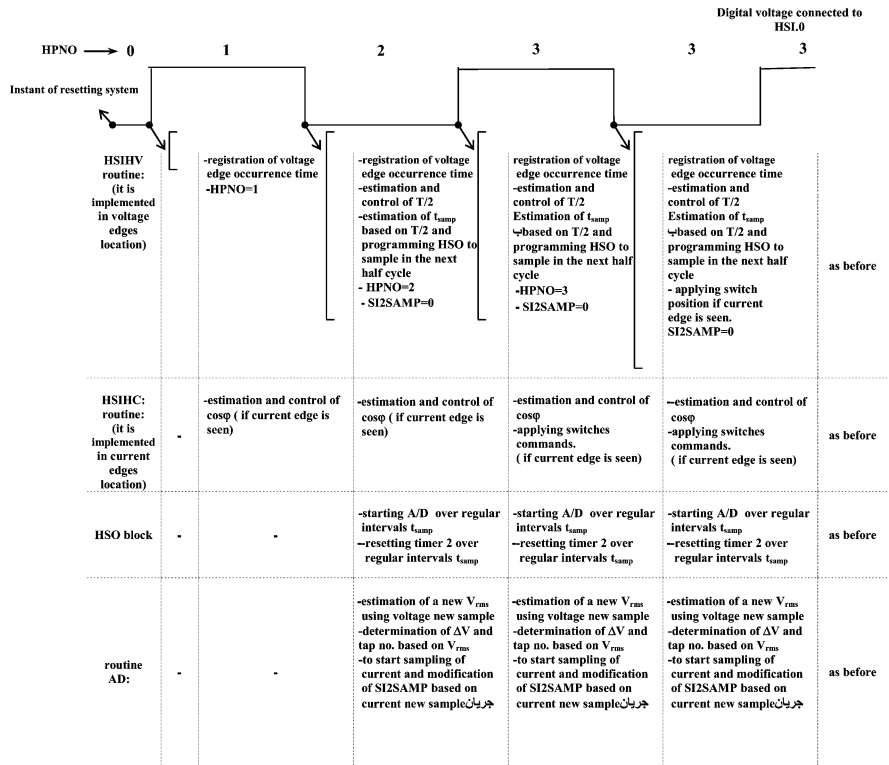 Digital voltage connected to
HSI.0
HPNO 0 1 2 3 3 3
Instant of resetting system
HSIHV
routine:
(it is
implemented
in voltage
edges
location)
-registration of voltage
edge occurrence time
-HPNO=1
-registration of voltage
edge occurrence time
-estimation and
control of T/2
-estimation of tsamp
based on T/2 and
programming HSO to
sample in the next
half cycle
- HPNO=2
- SI2SAMP=0
registration of voltage
edge occurrence time
-estimation and
control of T/2
Estimation of tsamp
بbased on T/2 and
programming HSO to
sample in the next half
cycle
-HPNO=3
- SI2SAMP=0
registration of voltage
edge occurrence time
-estimation and
control of T/2
Estimation of tsamp
بbased on T/2 and
programming HSO to
sample in the next half
cycle
- applying switch
position if current
edge is seen.
SI2SAMP=0
as before
HSIHC:
routine:
(it is
implemented
in current
edges
location)
-
-estimation and control of
cosφ ( if current edge is
seen)
-estimation and control of
cosφ ( if current edge is
seen)
-estimation and control of
cosφ
-applying switches
commands.
( if current edge is seen)
--estimation and control of
cosφ
-applying switches
commands.
( if current edge is seen)
as before
HSO block
-
-
-starting A/D over regular
intervals tsamp
--resetting timer 2 over
regular intervals tsamp
-starting A/D over regular
intervals tsamp
--resetting timer 2 over
regular intervals tsamp
-starting A/D over regular
intervals tsamp
--resetting timer 2 over
regular intervals tsamp
as before
routine
AD:
-
-
-estimation of a new Vrms
using voltage new sample
-determination of ΔV and
tap no. based on Vrms
-to start sampling of
current and modification
of SI2SAMP based on
current new sampleجریان
-estimation of a new Vrms
using voltage new sample
-determination of ΔV and
tap no. based on Vrms
-to start sampling of
current and modification
of SI2SAMP based on
current new sampleجریان
-estimation of a new Vrms
using voltage new sample
-determination of ΔV and
tap no. based on Vrms
-to start sampling of
current and modification
of SI2SAMP based on
current new sampleجریان
as before